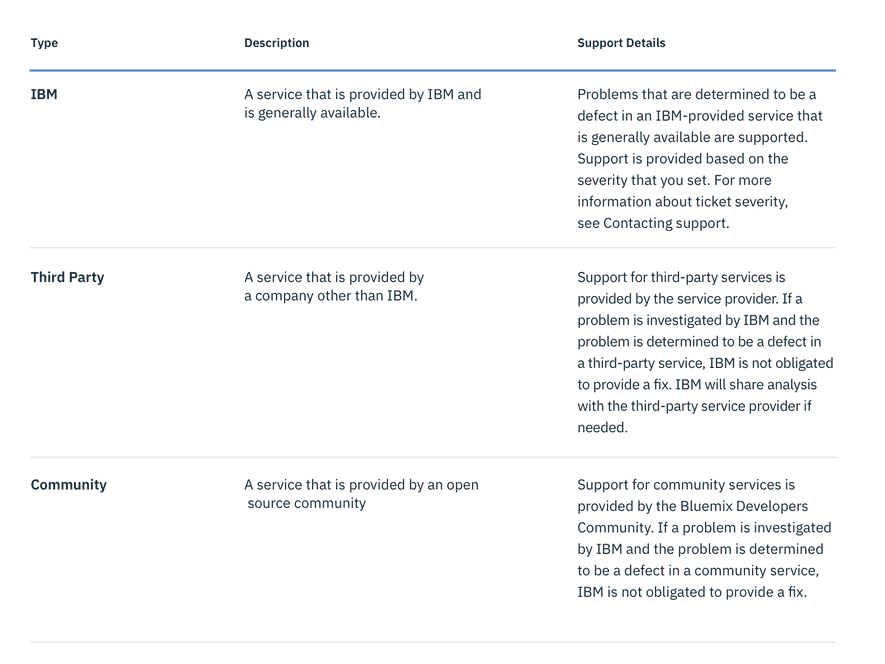 Type Description Support Details
IBM
A service that is provided by IBM and
is generally available.
Problems that are determined to be a
defect in an IBM-provided service that
is generally available are supported.
Support is provided based on the
severity that you set. For more
information about ticket severity,
see Contacting support.
Third Party
A service that is provided by
a company other than IBM.
Support for third-party services is
provided by the service provider. If a
problem is investigated by IBM and the
problem is determined to be a defect in
a third-party service, IBM is not obligated
to provide a fix. IBM will share analysis
with the third-party service provider if
needed.
Community
A service that is provided by an open
source community
Support for community services is
provided by the Bluemix Developers
Community. If a problem is investigated
by IBM and the problem is determined
to be a defect in a community service,
IBM is not obligated to provide a fix.